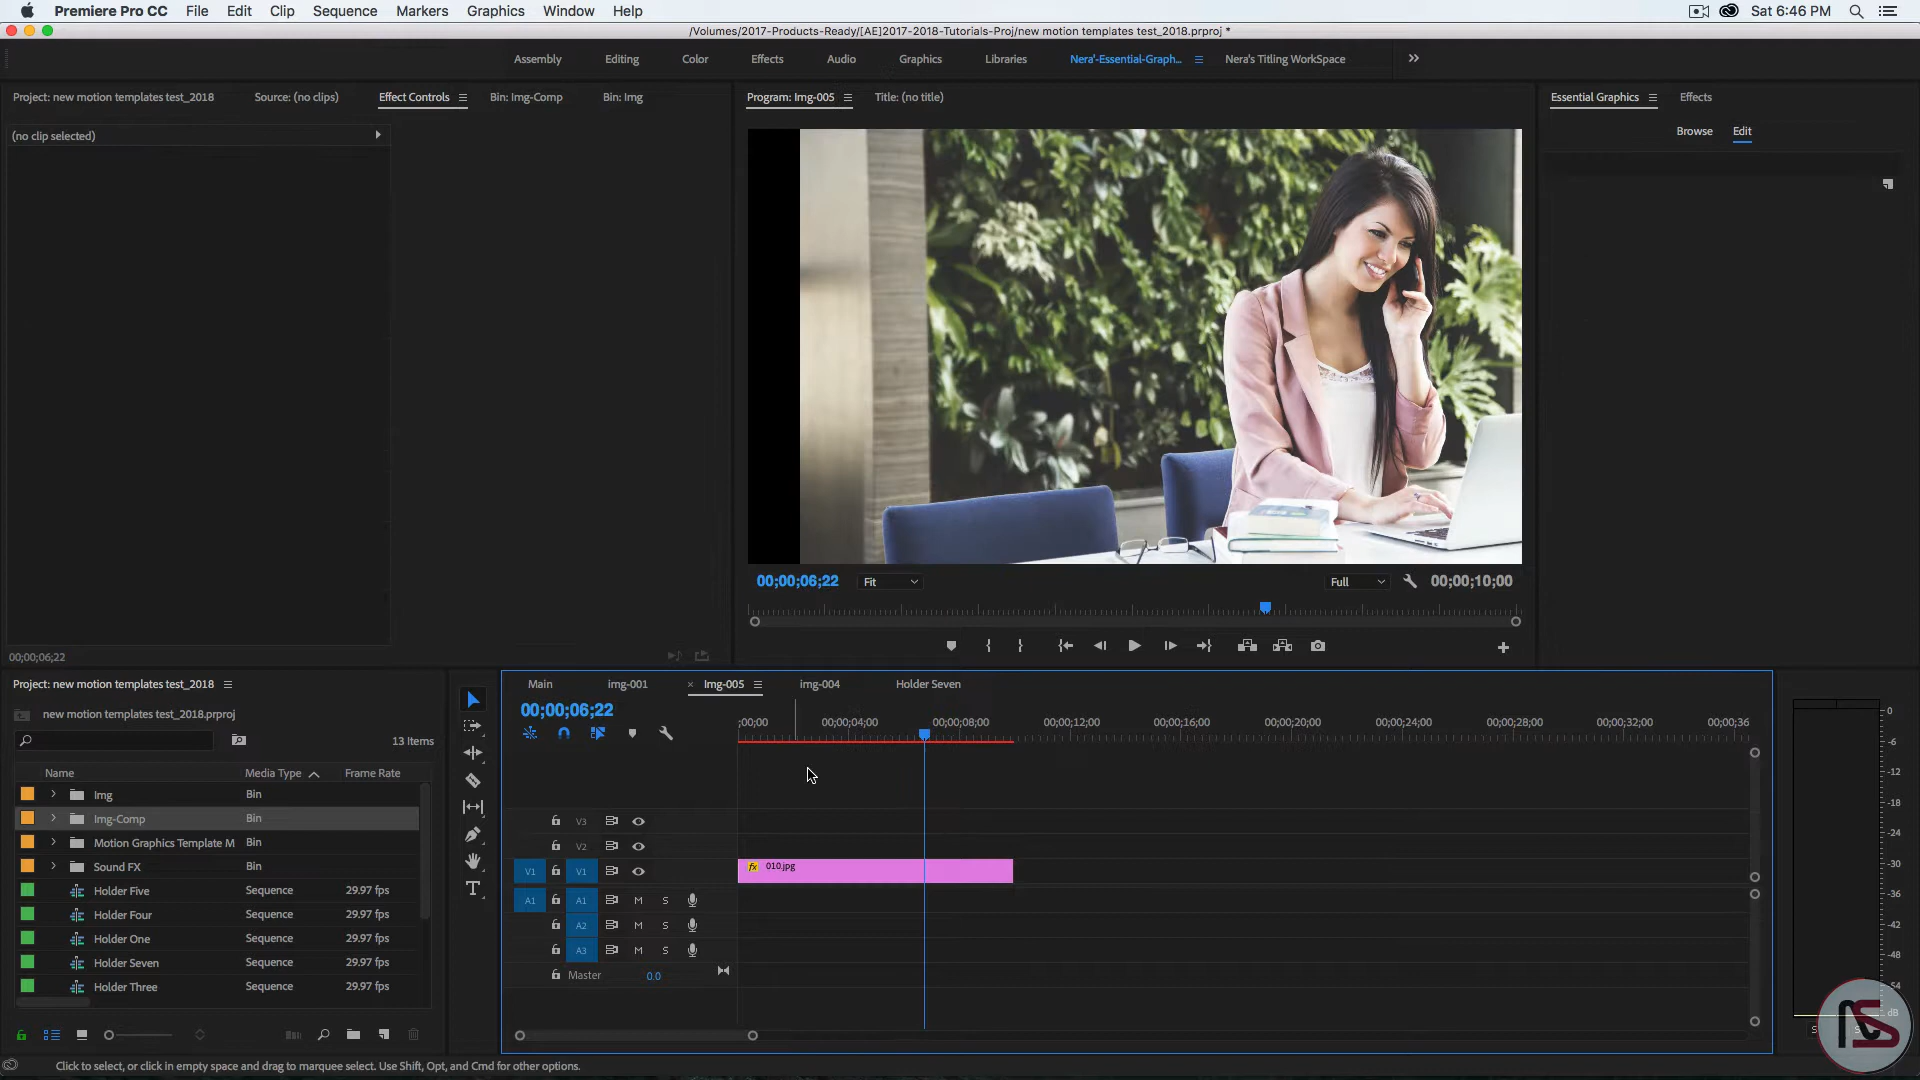 Premiere Pro CC File Edit Clip Sequence Markers Graphics Window Help Sat 6:46 PM
/Volumes/2017-Products-Ready/[AE]2017-2018-Tutorials-Proj/new motion templates test_2018.prproj *
Assembly Editing Color Effects Audio Graphics Libraries Nera'-Essential-Graph... Nera's Titling WorkSpace
Project: new motion templates test_2018 Source: (no clips) Effect Controls Bin: Img-Comp Bin: Img Program: Img-005 Title: (no title) Essential Graphics Effects
(no clip selected)
Browse Edit
00;00;06;22 Fit Full 00;00;10;00
00;00;06;22
Project: new motion templates test_2018
new motion templates test_2018.prproj
13 Items
Name Media Type Frame Rate
Img Bin
Img-Comp Bin
Motion Graphics Template M Bin
Sound FX Bin
Holder Five Sequence 29.97 fps
Holder Four Sequence 29.97 fps
Holder One Sequence 29.97 fps
Holder Seven Sequence 29.97 fps
Holder Three Sequence 29.97 fps
Main img-001 × Img-005 img-004 Holder Seven
00;00;06;22
;00;00 00;00;04;00 00;00;08;00 00;00;12;00 00;00;16;00 00;00;20;00 00;00;24;00 00;00;28;00 00;00;32;00 00;00;36
V3
V2
V1 V1 fx 010.jpg
A1 A1 M S
A2 M S
A3 M S
Master 0.0
0
-6
-12
-18
-24
-30
-36
-42
-48
-54
dB
S
NS
Click to select, or click in empty space and drag to marquee select. Use Shift, Opt, and Cmd for other options.